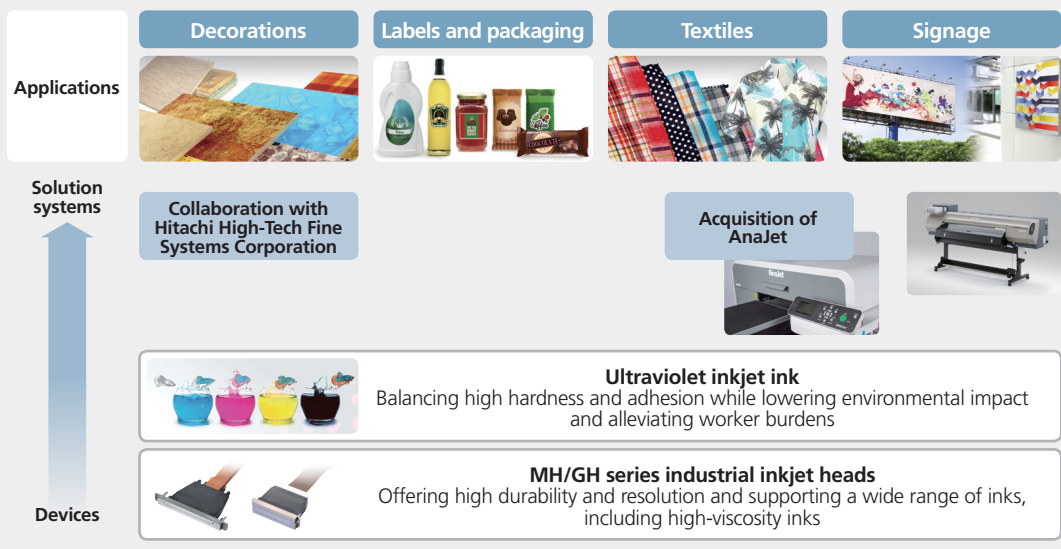 Decorations
Labels and packaging
Textiles
Signage
Applications
CHOCOLATE
Solution
systems
Collaboration with
Hitachi High-Tech Fine
Systems Corporation
Acquisition of
AnaJet
AnaJet
Ultraviolet inkjet ink
Balancing high hardness and adhesion while lowering environmental impact
and alleviating worker burdens
MH/GH series industrial inkjet heads
Offering high durability and resolution and supporting a wide range of inks,
including high-viscosity inks
Devices